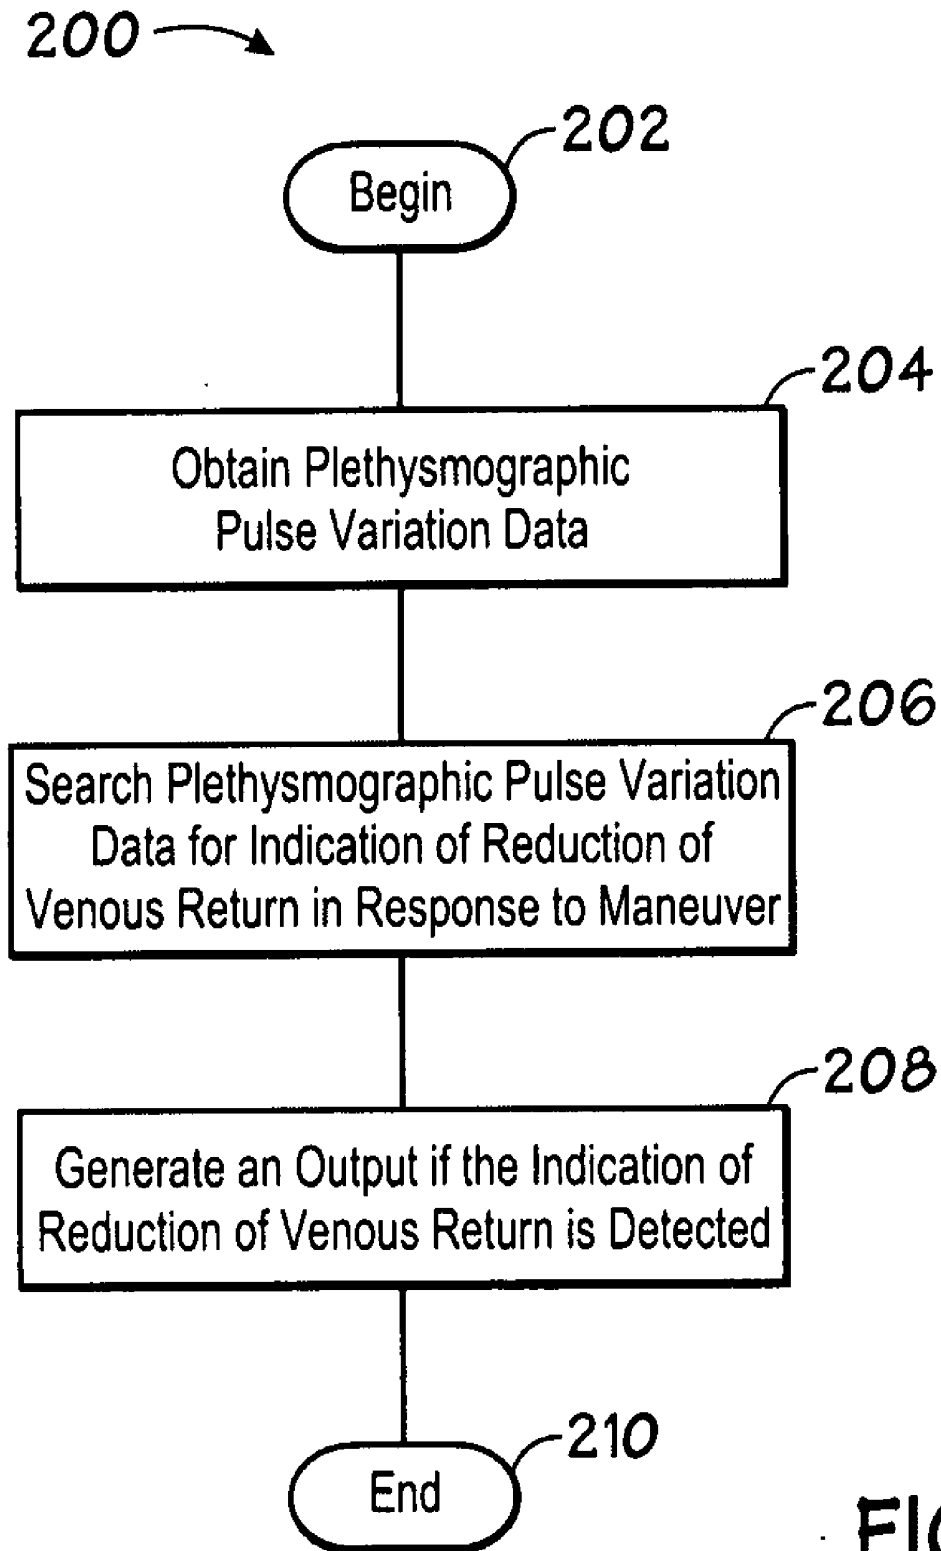 200
202
Begin
204
Obtain Plethysmographic
Pulse Variation Data
206
Search Plethysmographic Pulse Variation
Data for Indication of Reduction of
Venous Return in Response to Maneuver
208
Generate an Output if the Indication of
Reduction of Venous Return is Detected
210
End